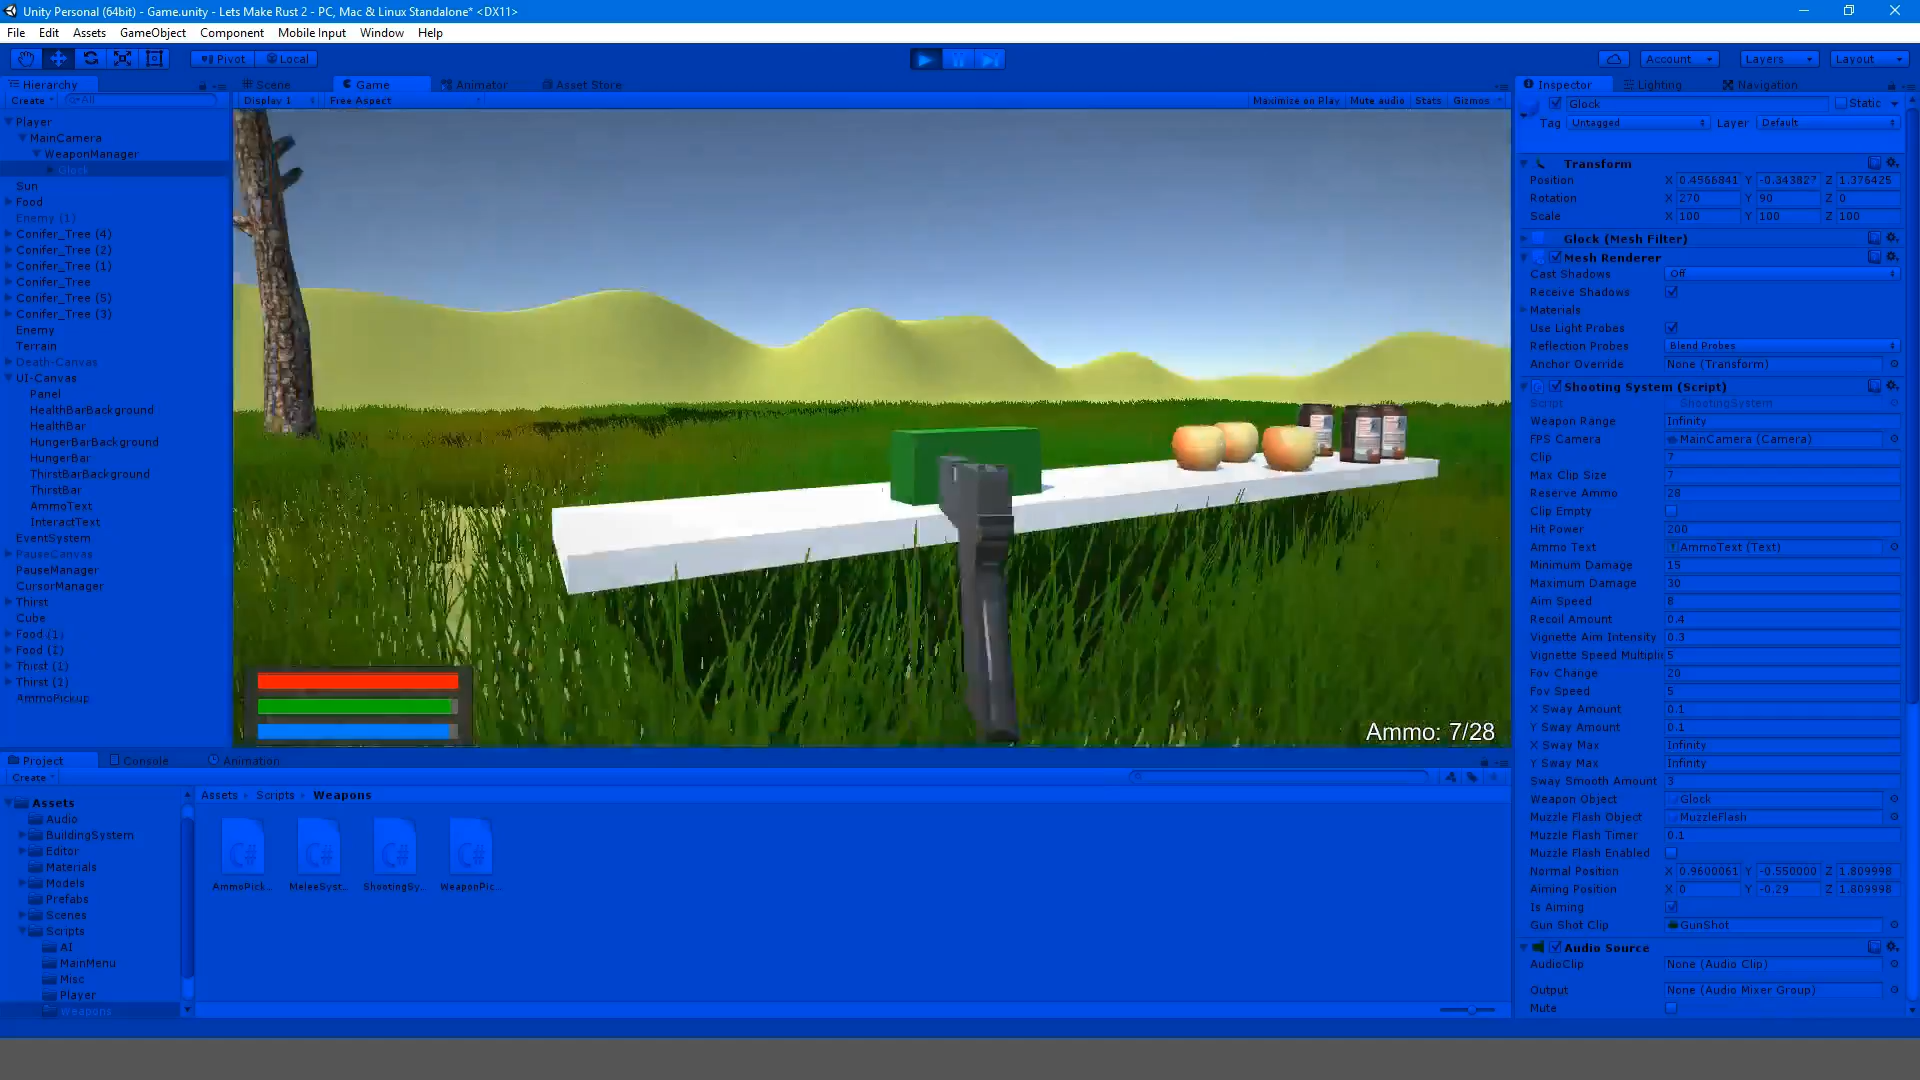 Unity Personal (64bit) - Game.unity - Lets Make Rust 2 - PC, Mac & Linux Standalone* <DX11>
File Edit Assets GameObject Component Mobile Input Window Help
Pivot Local Account Layers Layout
Hierarchy
Create All
Player
MainCamera
WeaponManager
Glock
Sun
Food
Enemy (1)
Conifer_Tree (4)
Conifer_Tree (2)
Conifer_Tree (1)
Conifer_Tree
Conifer_Tree (5)
Conifer_Tree (3)
Enemy
Terrain
Death-Canvas
UI-Canvas
Panel
HealthBarBackground
HealthBar
HungerBarBackground
HungerBar
ThirstBarBackground
ThirstBar
AmmoText
InteractText
EventSystem
PauseCanvas
PauseManager
CursorManager
Thirst
Cube
Food (1)
Food (2)
Thirst (1)
Thirst (2)
AmmoPickup
Scene Game Animator Asset Store
Display 1 Free Aspect Maximise on Play Mute audio Stats Gizmos
Ammo: 7/28
Inspector Lighting Navigation
Glock Static
Tag Untagged Layer Default
Transform
Position X 0.4566841 Y -0.343827 Z 1.376425
Rotation X 270 Y 90 Z 0
Scale X 100 Y 100 Z 100
Glock (Mesh Filter)
Mesh Renderer
Cast Shadows Off
Receive Shadows
Materials
Use Light Probes
Reflection Probes Blend Probes
Anchor Override None (Transform)
Shooting System (Script)
Script ShootingSystem
Weapon Range Infinity
FPS Camera MainCamera (Camera)
Clip 7
Max Clip Size 7
Reserve Ammo 28
Clip Empty
Hit Power 200
Ammo Text AmmoText (Text)
Minimum Damage 15
Maximum Damage 30
Aim Speed 8
Recoil Amount 0.4
Vignette Aim Intensity 0.3
Vignette Speed Multipli 5
Fov Change 20
Fov Speed 5
X Sway Amount 0.1
Y Sway Amount 0.1
X Sway Max Infinity
Y Sway Max Infinity
Sway Smooth Amount 3
Weapon Object Glock
Muzzle Flash Object MuzzleFlash
Muzzle Flash Timer 0.1
Muzzle Flash Enabled
Normal Position X 0.9600061 Y -0.550000 Z 1.809998
Aiming Position X 0 Y -0.29 Z 1.809998
Is Aiming
Gun Shot Clip GunShot
Audio Source
AudioClip None (Audio Clip)
Output None (Audio Mixer Group)
Mute
Project Console Animation
Create
Assets
Audio
BuildingSystem
Editor
Materials
Models
Prefabs
Scenes
Scripts
AI
MainMenu
Misc
Player
Weapons
Assets Scripts Weapons
C# C# C# C#
AmmoPick... MeleeSyst... ShootingSy... WeaponPic...